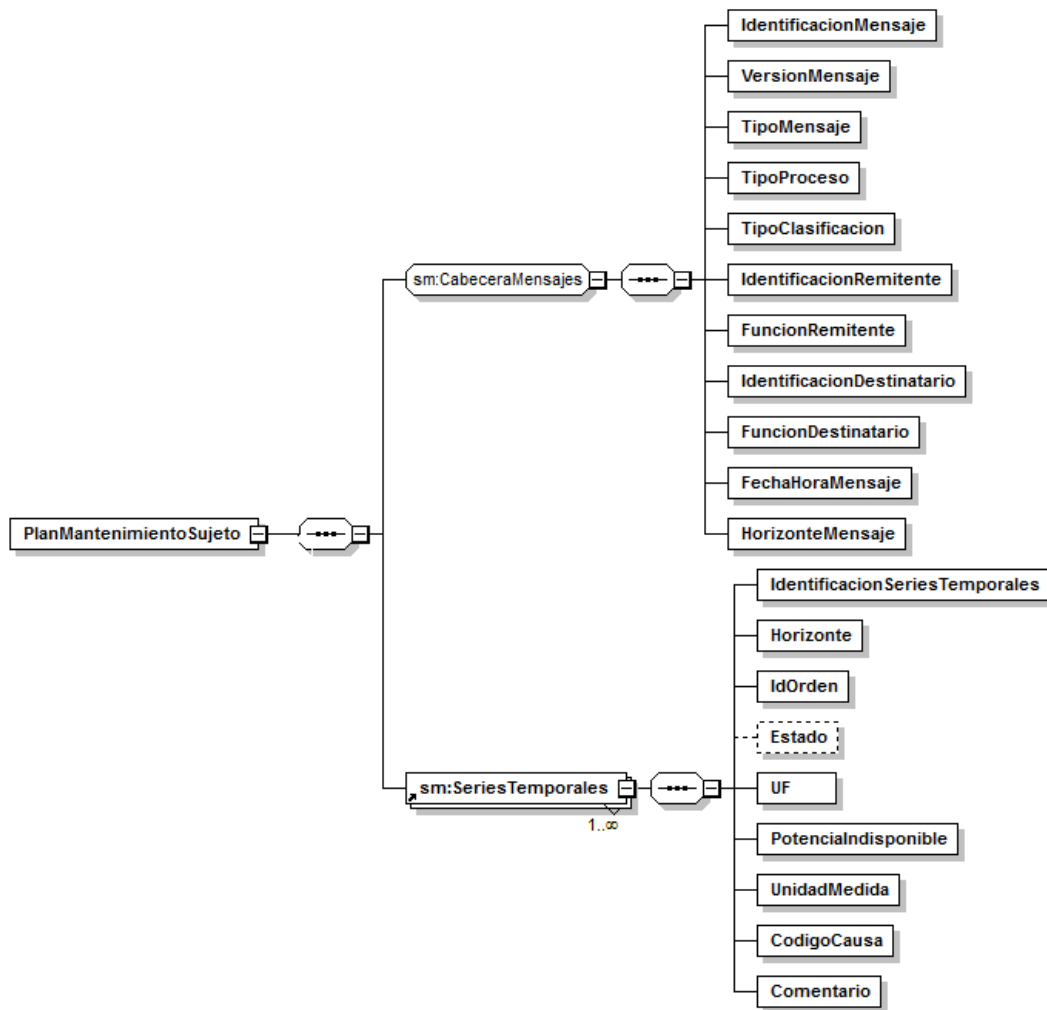 IdentificacionMensaje
VersionMensaje
TipoMensaje
TipoProceso
TipoClasificacion
sm:CabeceraMensajes
IdentificacionRemitente
FuncionRemitente
IdentificacionDestinatario
FuncionDestinatario
FechaHoraMensaje
PlanMantenimientoSujeto
HorizonteMensaje
IdentificacionSeriesTemporales
Horizonte
IdOrden
Estado
sm:SeriesTemporales
1..∞
UF
PotenciaIndisponible
UnidadMedida
CodigoCausa
Comentario